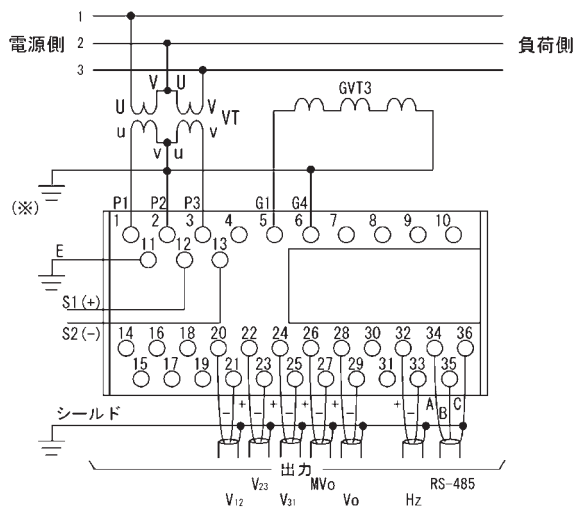 1
電源側 2 負荷側
3
V U GVT3
U V VT
u v
v u
(※) P1 P2 P3 G1 G4
1 2 3 4 5 6 7 8 9 10
E 11 12 13
S1(+)
S2(-)
14 16 18 20 22 24 26 28 30 32 34 36
15 17 19 21 23 25 27 29 31 33 35
シールド - + - + - + - + - + - A B C
出力
V₂₃ MVo RS-485
V₁₂ V₃₁ Vo Hz